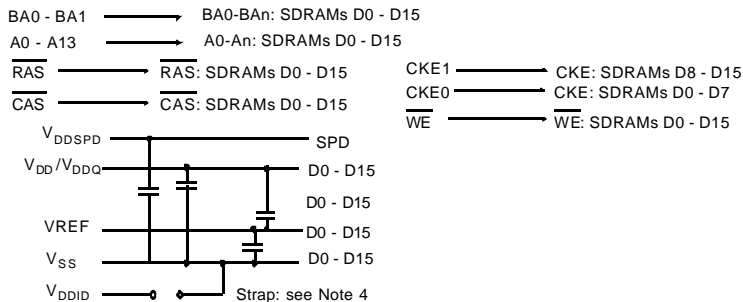 BA0 - BA1 BA0-BAn: SDRAMs D0 - D15
A0 - A13 A0-An: SDRAMs D0 - D15
RAS RAS: SDRAMs D0 - D15
CAS CAS: SDRAMs D0 - D15
CKE1 CKE: SDRAMs D8 - D15
CKE0 CKE: SDRAMs D0 - D7
WE WE: SDRAMs D0 - D15
VDDSPD SPD
VDD/VDDQ D0 - D15
D0 - D15
VREF D0 - D15
VSS D0 - D15
VDDID Strap: see Note 4